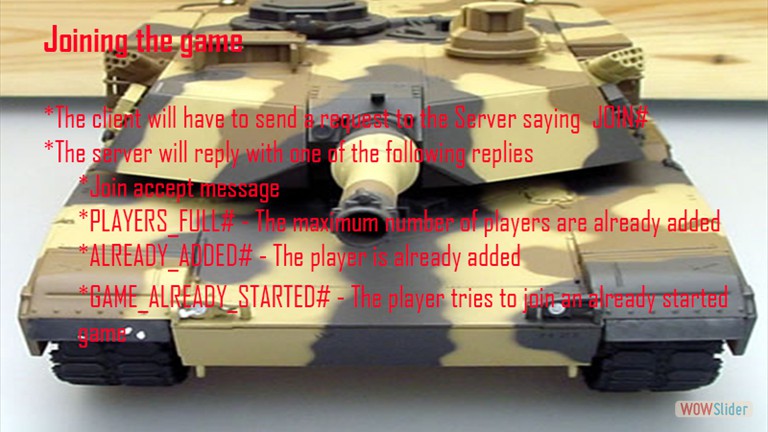 Joining the game
*The client will have to send a request to the Server saying JOIN#
*The server will reply with one of the following replies
*Join accept message
*PLAYERS_FULL# - The maximum number of players are already added
*ALREADY_ADDED# - The player is already added
*GAME_ALREADY_STARTED# - The player tries to join an already started
game
WOWSlider